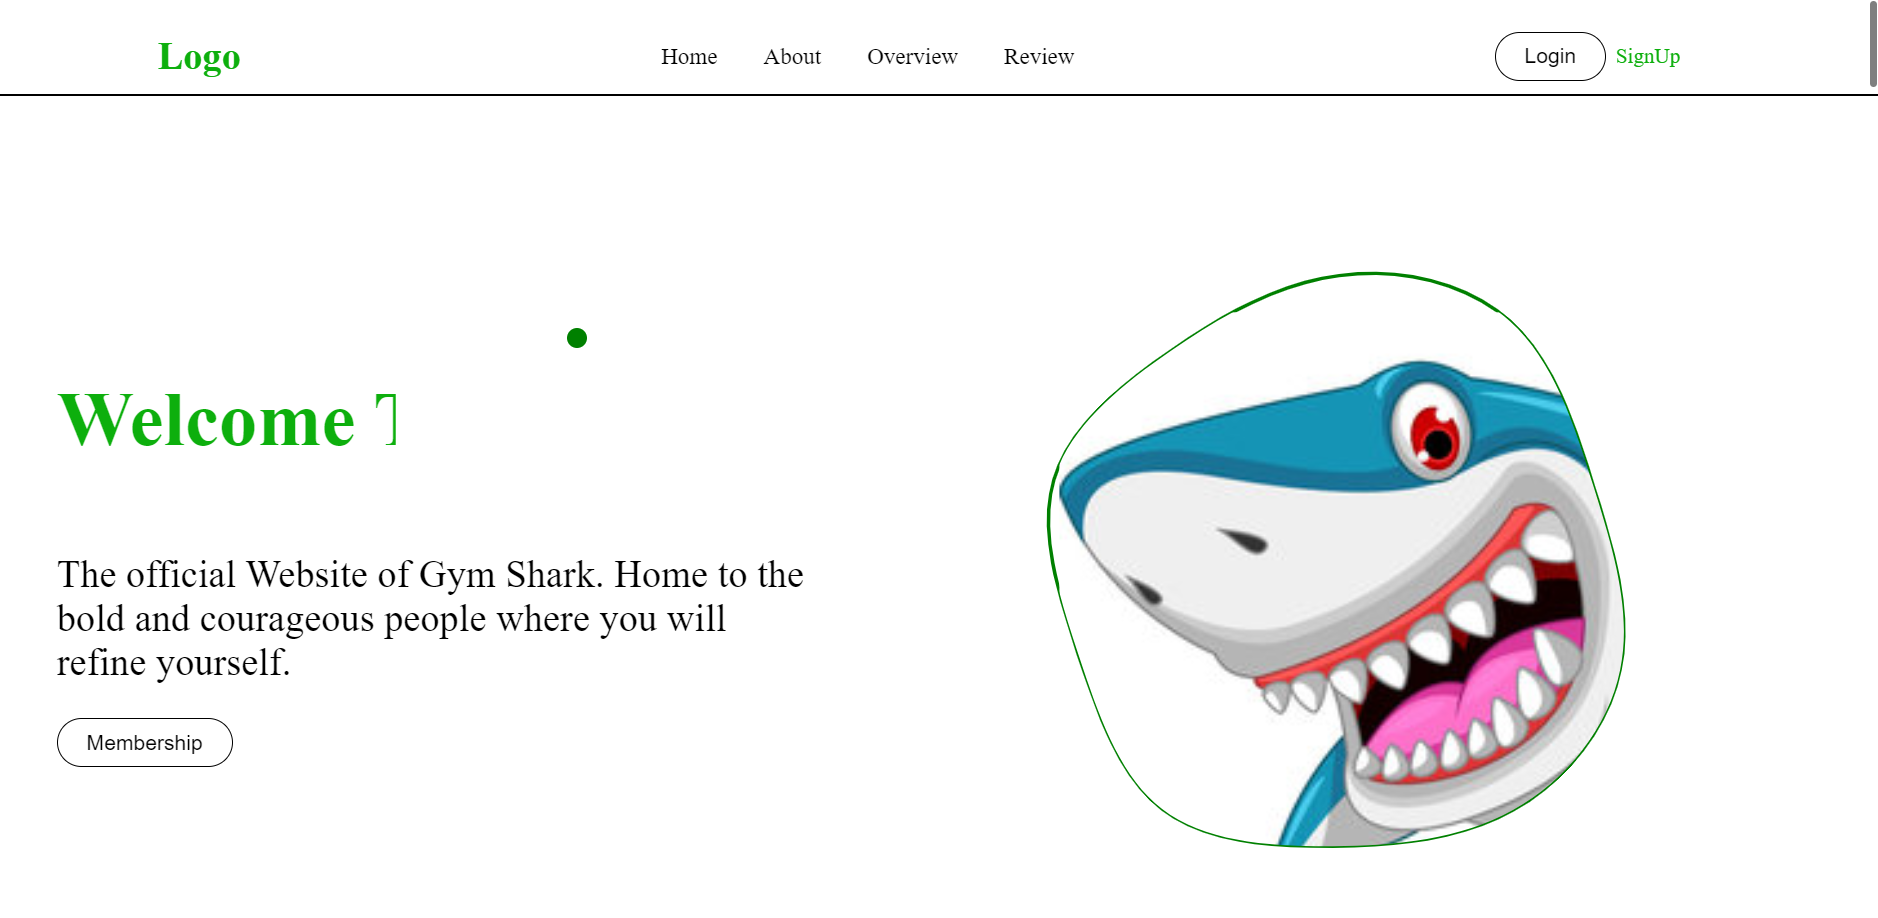 Logo
Home About Overview Review
Login SignUp
Welcome T
The official Website of Gym Shark. Home to the
bold and courageous people where you will
refine yourself.
Membership